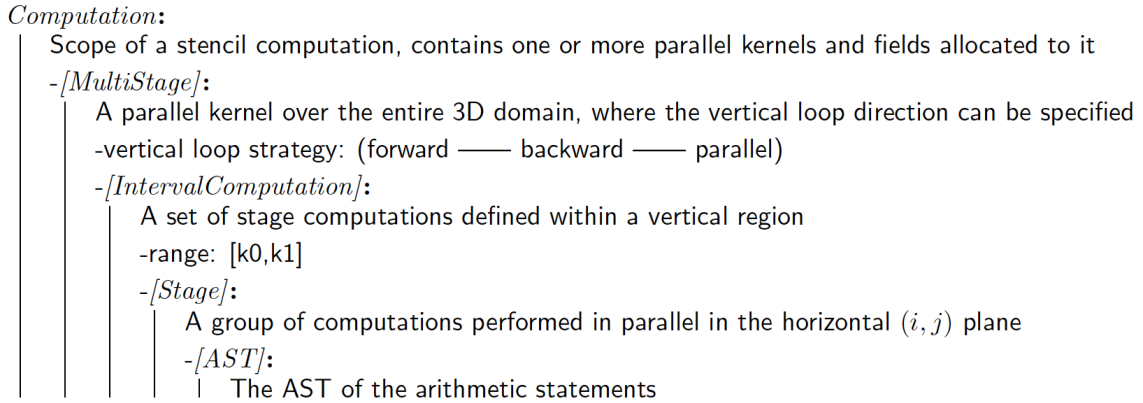 Computation:
Scope of a stencil computation, contains one or more parallel kernels and fields allocated to it
-[MultiStage]:
A parallel kernel over the entire 3D domain, where the vertical loop direction can be specified
-vertical loop strategy: (forward —— backward —— parallel)
-[IntervalComputation]:
A set of stage computations defined within a vertical region
-range: [k0,k1]
-[Stage]:
A group of computations performed in parallel in the horizontal (i, j) plane
-[AST]:
The AST of the arithmetic statements